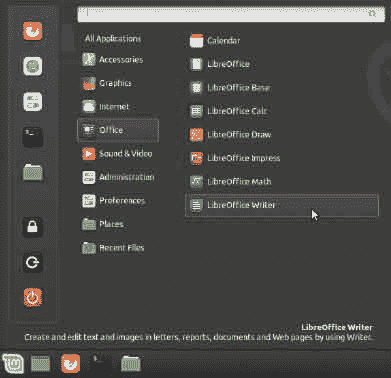 All Applications
Accessories
Graphics
Internet
Office
Sound & Video
Administration
Preferences
Places
Recent Files
Calendar
LibreOffice
LibreOffice Base
LibreOffice Calc
LibreOffice Draw
LibreOffice Impress
LibreOffice Math
LibreOffice Writer
LibreOffice Writer
Create and edit text and images in letters, reports, documents and Web pages by using Writer.